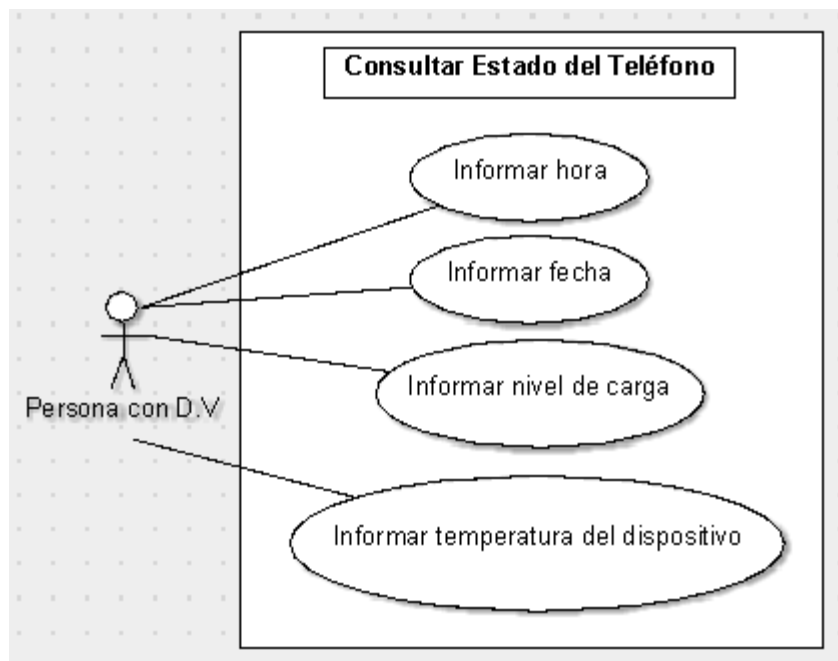 Consultar Estado del Teléfono
Informar hora
Informar fecha
Informar nivel de carga
Persona con D.V
Informar temperatura del dispositivo